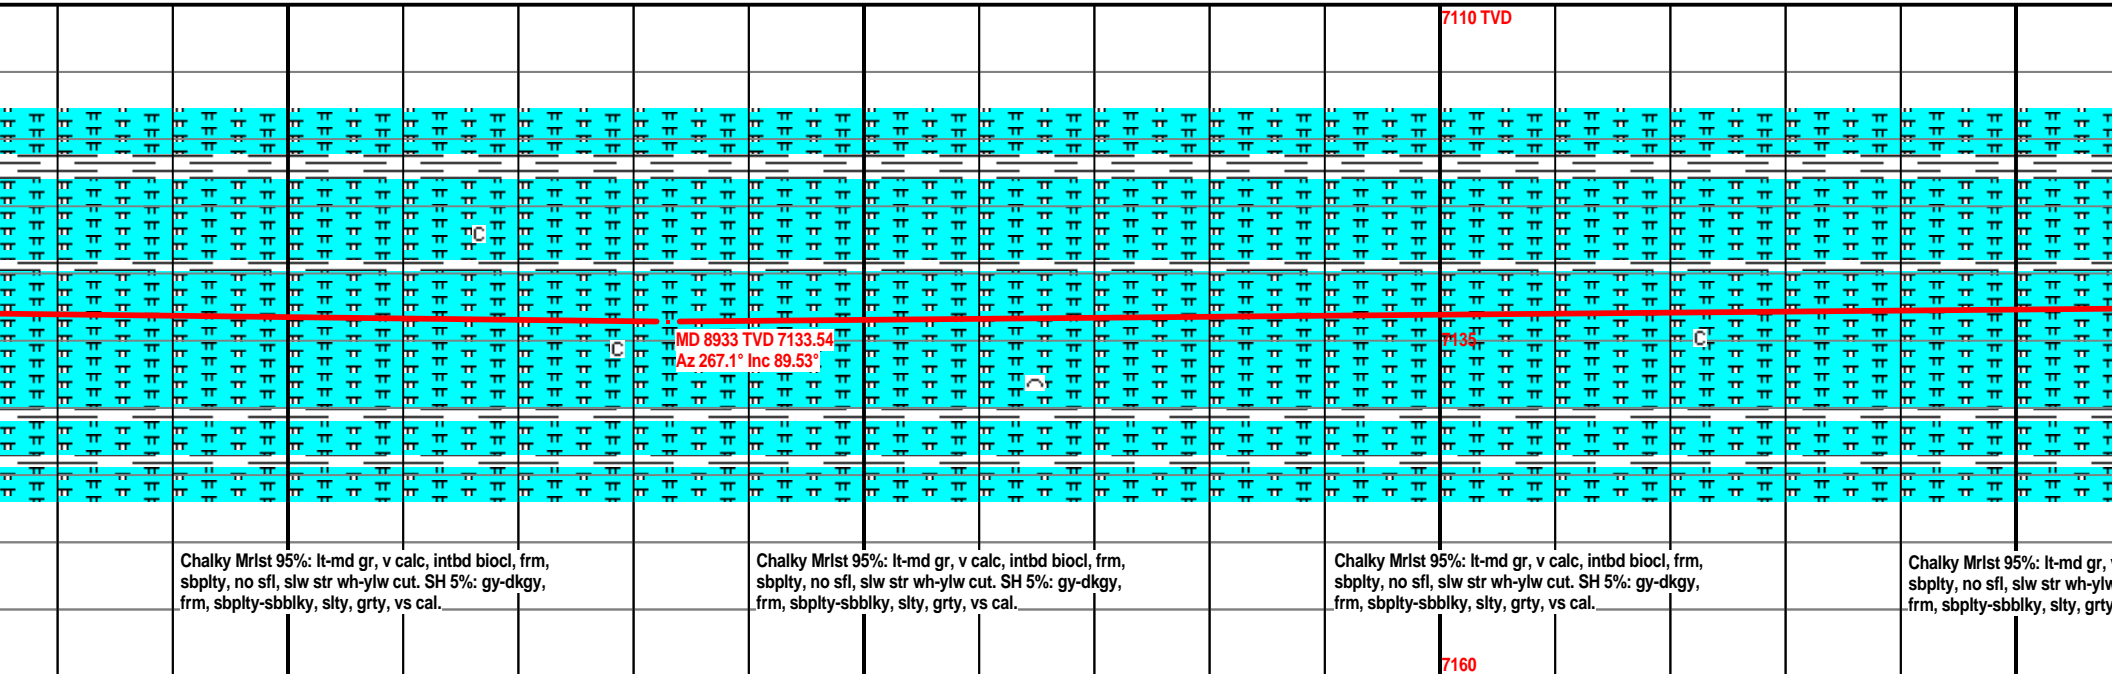 7110 TVD
C
C
MD 8933 TVD 7133.54
Az 267.1° Inc 89.53°
7135
C
Chalky Mrlst 95%: lt-md gr, v calc, intbd biocl, frm,
sbplty, no sfl, slw str wh-ylw cut. SH 5%: gy-dkgy,
frm, sbplty-sbblky, slty, grty, vs cal.
Chalky Mrlst 95%: lt-md gr, v calc, intbd biocl, frm,
sbplty, no sfl, slw str wh-ylw cut. SH 5%: gy-dkgy,
frm, sbplty-sbblky, slty, grty, vs cal.
Chalky Mrlst 95%: lt-md gr, v calc, intbd biocl, frm,
sbplty, no sfl, slw str wh-ylw cut. SH 5%: gy-dkgy,
frm, sbplty-sbblky, slty, grty, vs cal.
Chalky Mrlst 95%: lt-md gr,
sbplty, no sfl, slw str wh-ylw
frm, sbplty-sbblky, slty, grty
7160